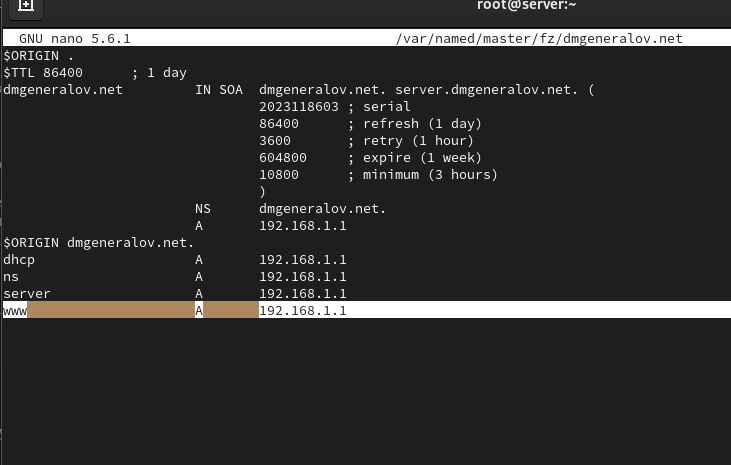 root@server:~
GNU nano 5.6.1 /var/named/master/fz/dmgeneralov.net
$ORIGIN .
$TTL 86400 ; 1 day
dmgeneralov.net IN SOA dmgeneralov.net. server.dmgeneralov.net. (
2023118603 ; serial
86400 ; refresh (1 day)
3600 ; retry (1 hour)
604800 ; expire (1 week)
10800 ; minimum (3 hours)
)
NS dmgeneralov.net.
A 192.168.1.1
$ORIGIN dmgeneralov.net.
dhcp A 192.168.1.1
ns A 192.168.1.1
server A 192.168.1.1
www A 192.168.1.1